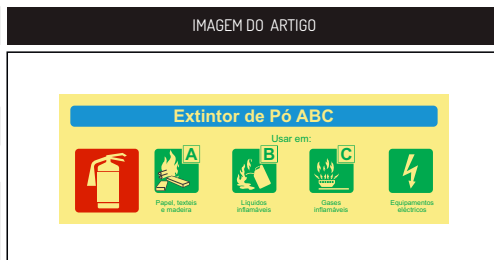 IMAGEM DO ARTIGO
Extintor de Pó ABC
Usar em:
A
B
C
Papel, texteis
e madeira
Líquidos
inflamáveis
Gases
inflamáveis
Equipamentos
eléctricos